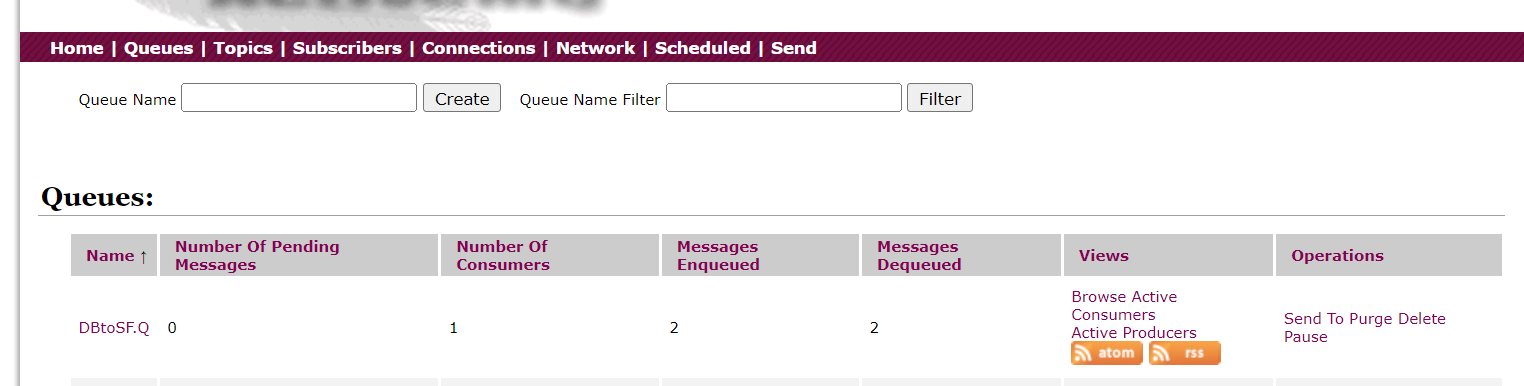 Home | Queues | Topics | Subscribers | Connections | Network | Scheduled | Send
Queue Name Create Queue Name Filter Filter
Queues:
Name ↑ Number Of Pending Messages Number Of Consumers Messages Enqueued Messages Dequeued Views Operations
DBtoSF.Q 0 1 2 2
Browse Active
Consumers
Active Producers
atom rss
Send To Purge Delete
Pause